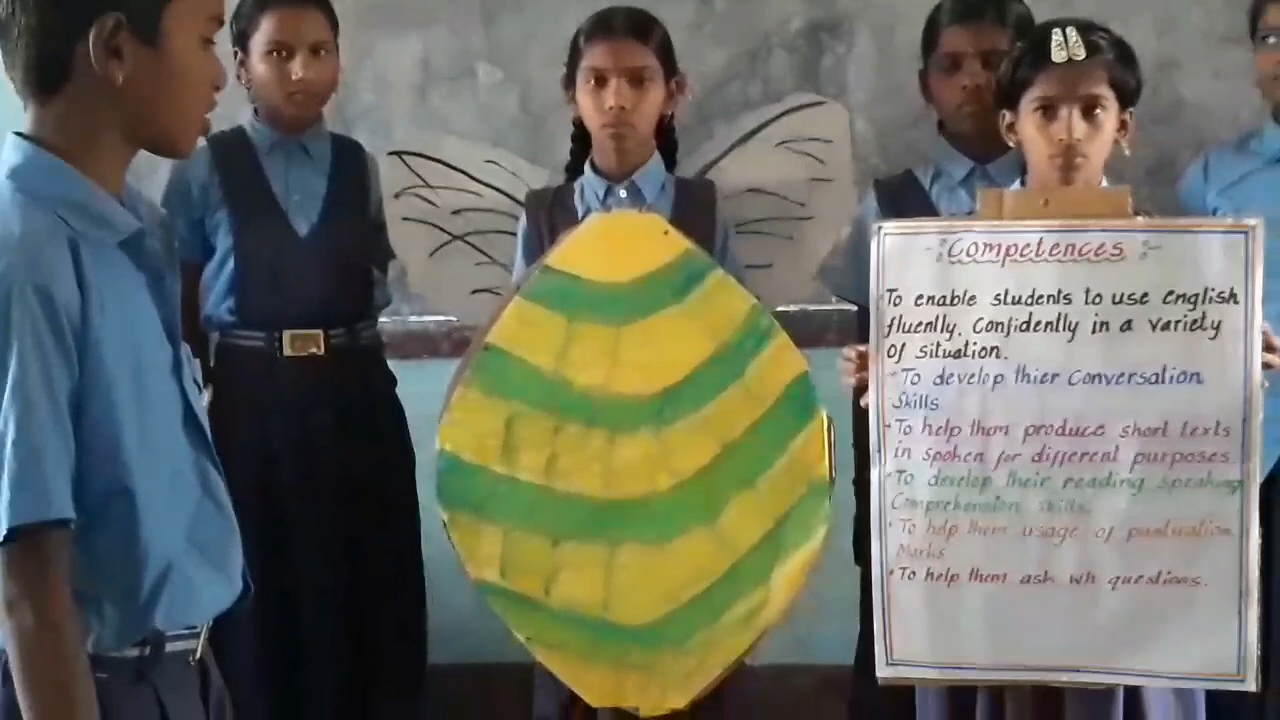 Competences
To enable students to use english
fluently. Confidently in a variety
of situation.
To develop thier Conversation
Skills
To help them produce short texts
in spoken for different purposes.
To develop their reading speaking
Comprehension skills.
To help them usage of puntuation
Marks
To help them ask wh questions.